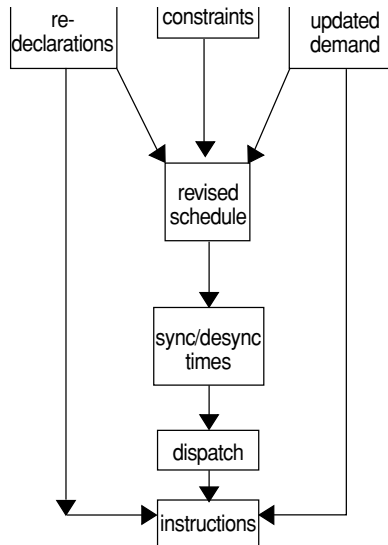 re-
declarations
constraints
updated
demand
revised
schedule
sync/desync
times
dispatch
instructions